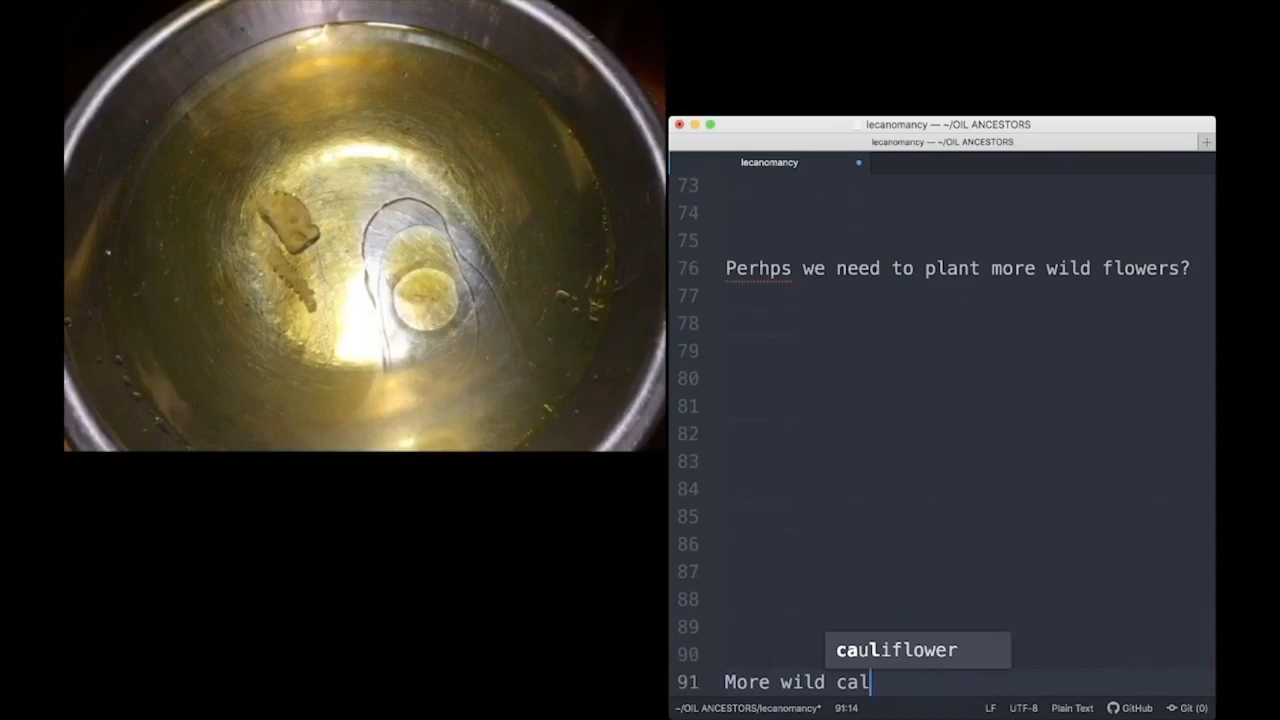 lecanomancy — ~/OIL ANCESTORS
lecanomancy — ~/OIL ANCESTORS
+
lecanomancy
73
74
75
76 Perhps we need to plant more wild flowers?
77
78
79
80
81
82
83
84
85
86
87
88
89
90
cauliflower
91 More wild cal
~/OIL ANCESTORS/lecanomancy* 91:14 LF UTF-8 Plain Text GitHub Git (0)